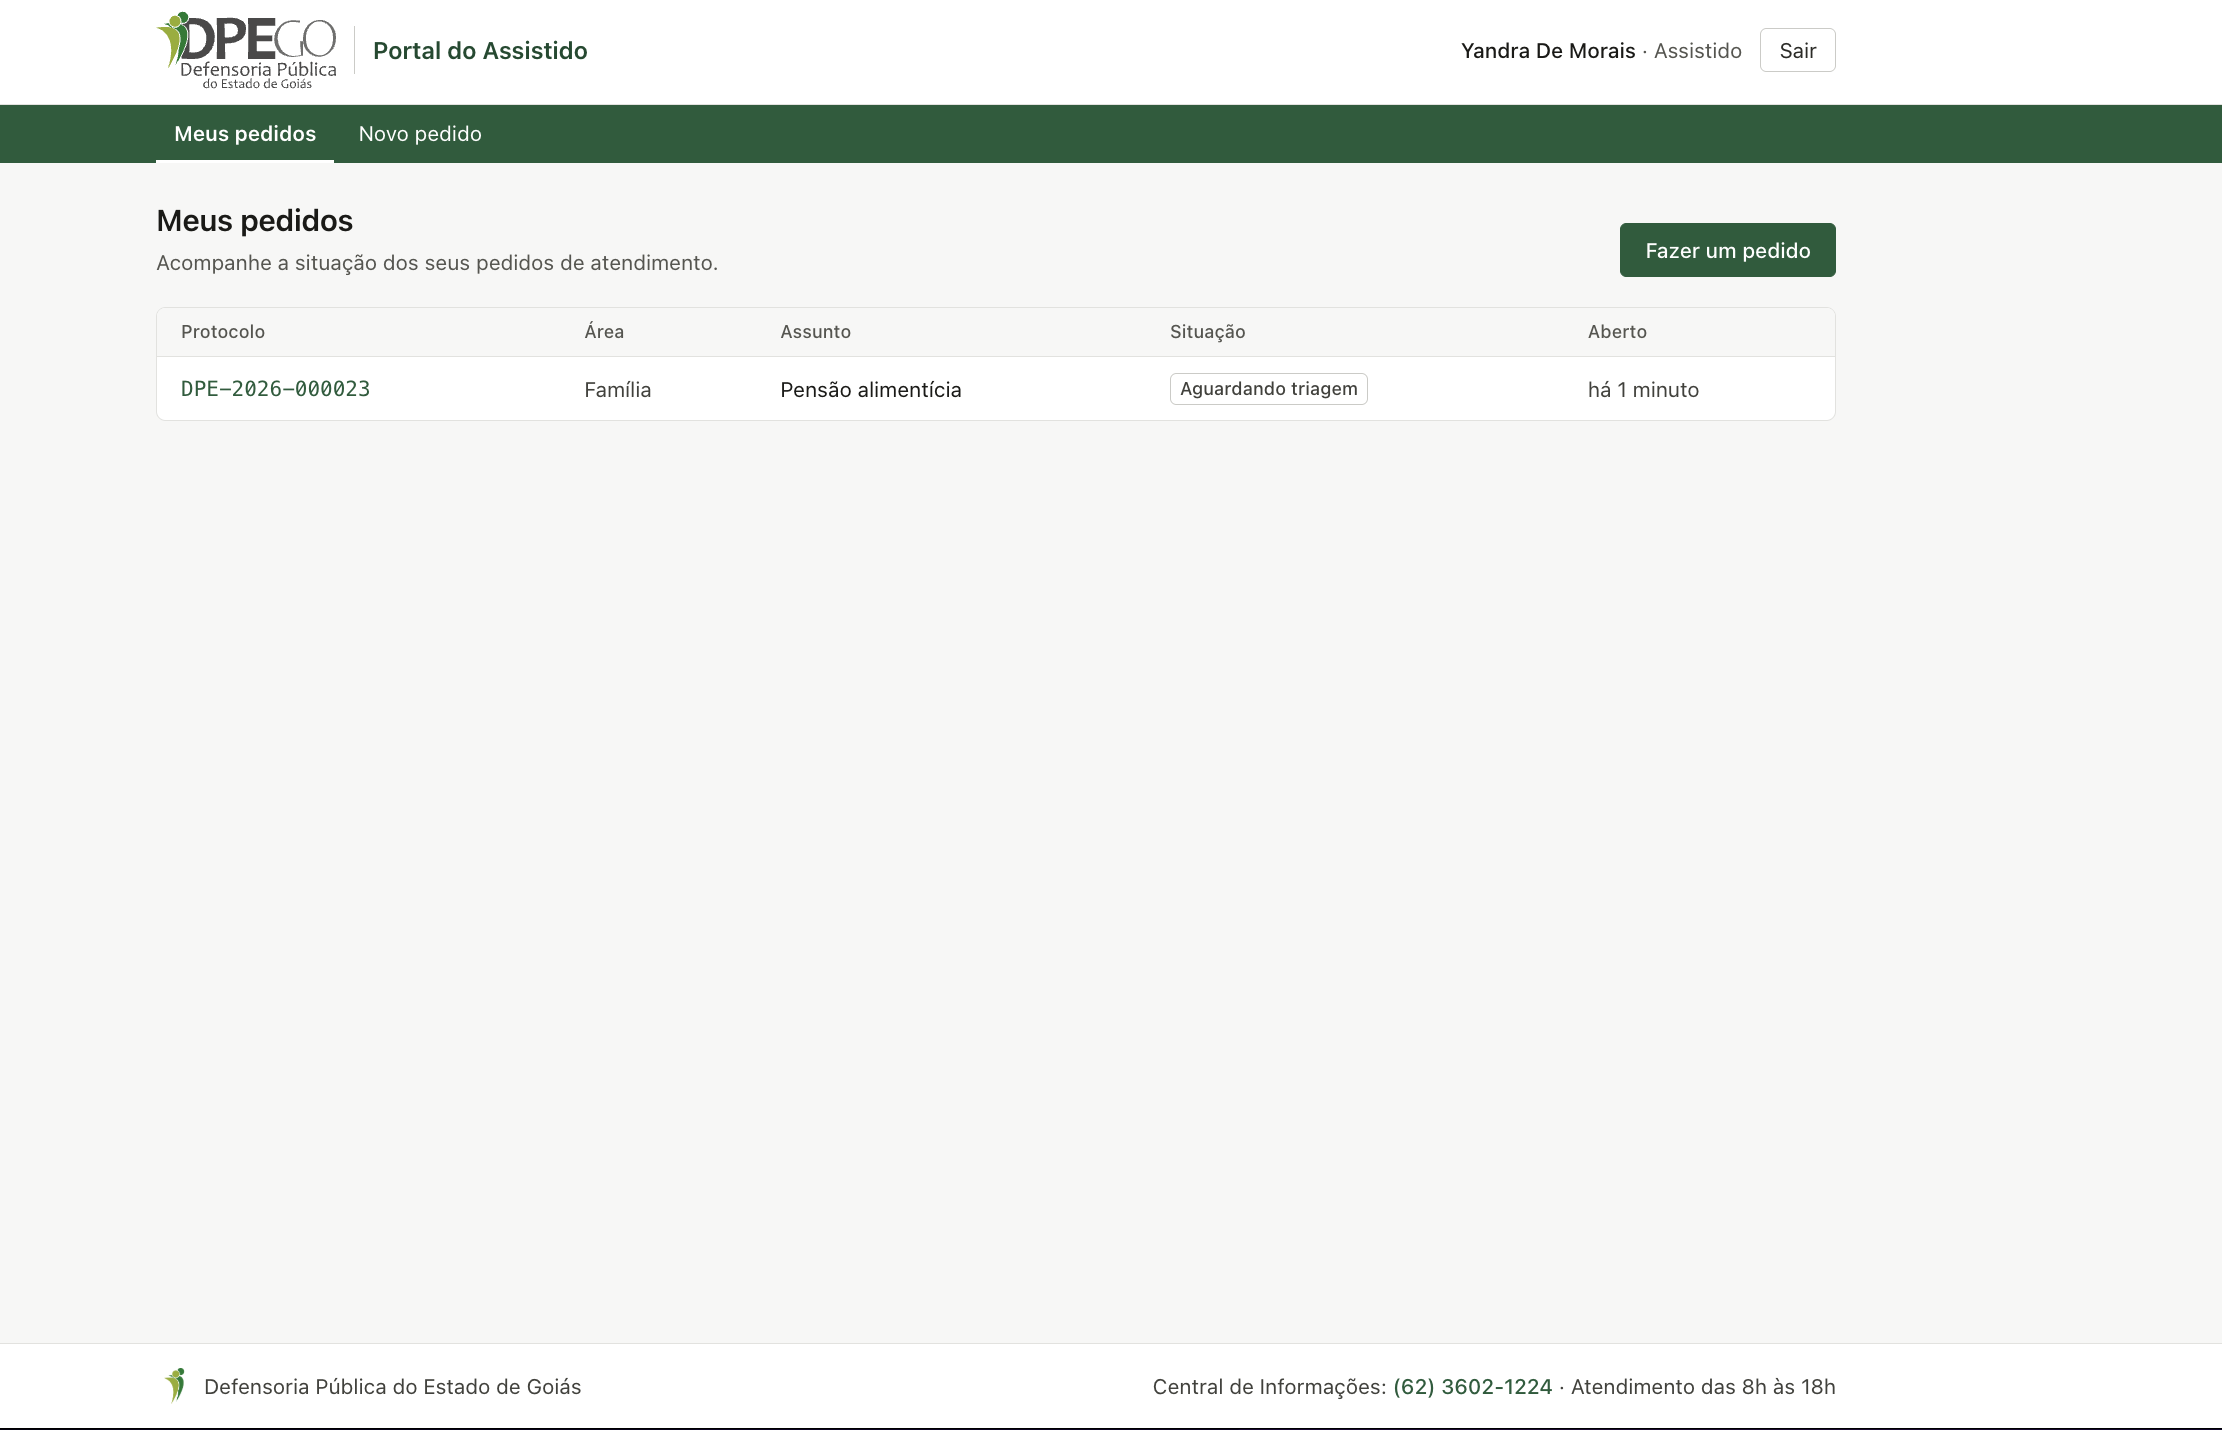 DPEGO
Defensoria Pública
do Estado de Goiás
Portal do Assistido
Yandra De Morais · Assistido
Sair
Meus pedidos
Novo pedido
Meus pedidos
Acompanhe a situação dos seus pedidos de atendimento.
Fazer um pedido
Protocolo Área Assunto Situação Aberto
DPE-2026-000023 Família Pensão alimentícia Aguardando triagem há 1 minuto
Defensoria Pública do Estado de Goiás
Central de Informações: (62) 3602-1224 · Atendimento das 8h às 18h